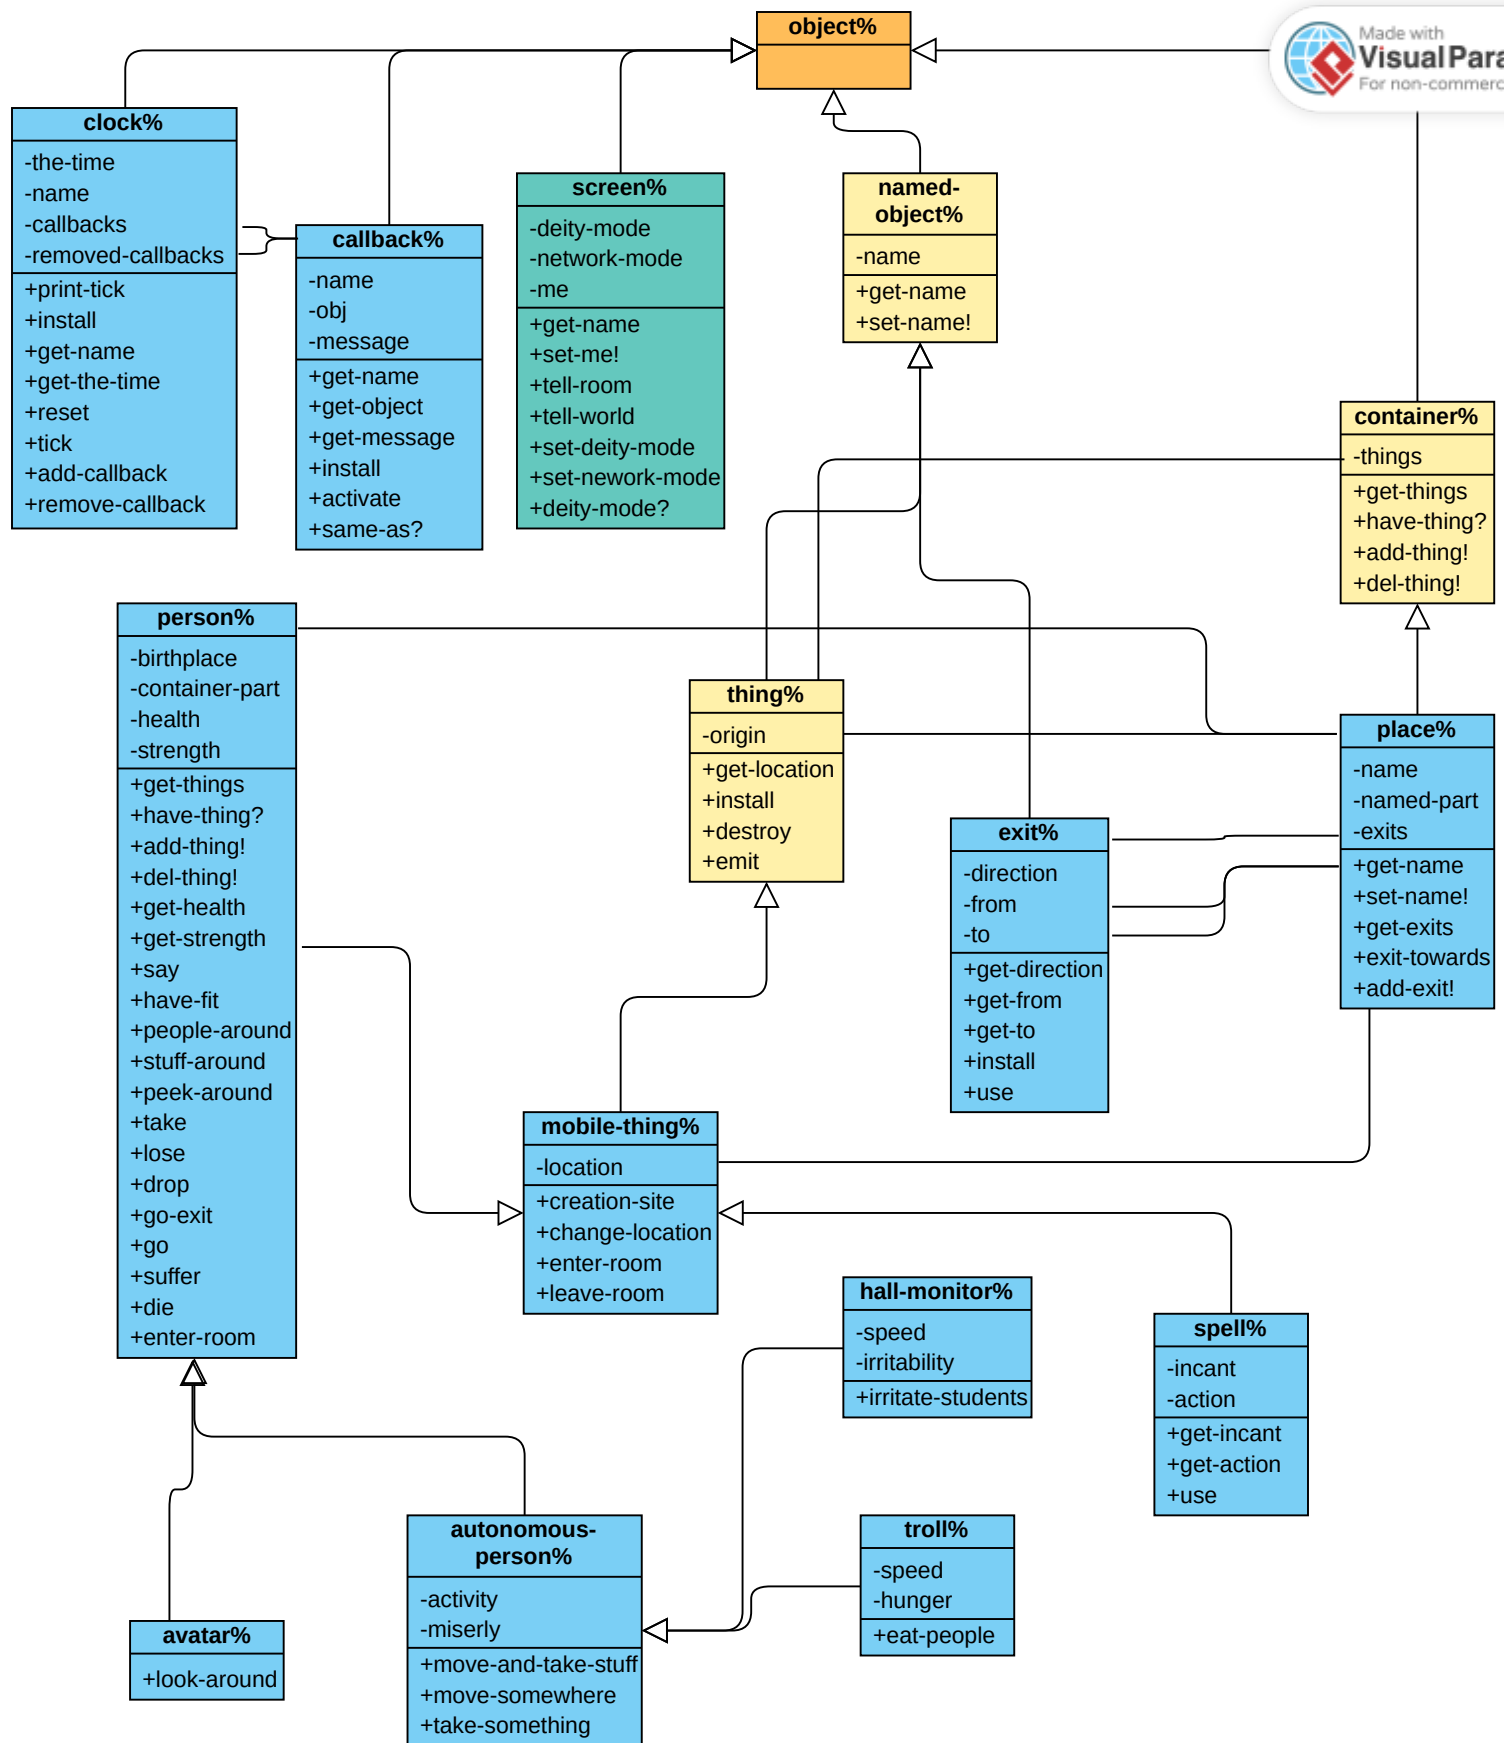 object%
Made with
Visual Para
For non-commerc
clock%
-the-time
-name
-callbacks
-removed-callbacks
+print-tick
+install
+get-name
+get-the-time
+reset
+tick
+add-callback
+remove-callback
callback%
-name
-obj
-message
+get-name
+get-object
+get-message
+install
+activate
+same-as?
screen%
-deity-mode
-network-mode
-me
+get-name
+set-me!
+tell-room
+tell-world
+set-deity-mode
+set-nework-mode
+deity-mode?
named-
object%
-name
+get-name
+set-name!
container%
-things
+get-things
+have-thing?
+add-thing!
+del-thing!
person%
-birthplace
-container-part
-health
-strength
+get-things
+have-thing?
+add-thing!
+del-thing!
+get-health
+get-strength
+say
+have-fit
+people-around
+stuff-around
+peek-around
+take
+lose
+drop
+go-exit
+go
+suffer
+die
+enter-room
thing%
-origin
+get-location
+install
+destroy
+emit
exit%
-direction
-from
-to
+get-direction
+get-from
+get-to
+install
+use
place%
-name
-named-part
-exits
+get-name
+set-name!
+get-exits
+exit-towards
+add-exit!
mobile-thing%
-location
+creation-site
+change-location
+enter-room
+leave-room
hall-monitor%
-speed
-irritability
+irritate-students
spell%
-incant
-action
+get-incant
+get-action
+use
avatar%
+look-around
autonomous-
person%
-activity
-miserly
+move-and-take-stuff
+move-somewhere
+take-something
troll%
-speed
-hunger
+eat-people